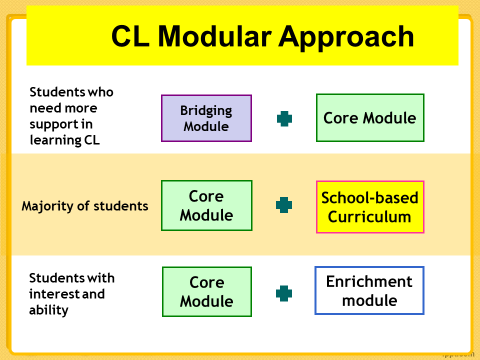 CL Modular Approach
Students who
need more
support in
learning CL
Bridging
Module
Core Module
Majority of students
Core
Module
School-based
Curriculum
Students with
interest and
ability
Core
Module
Enrichment
module